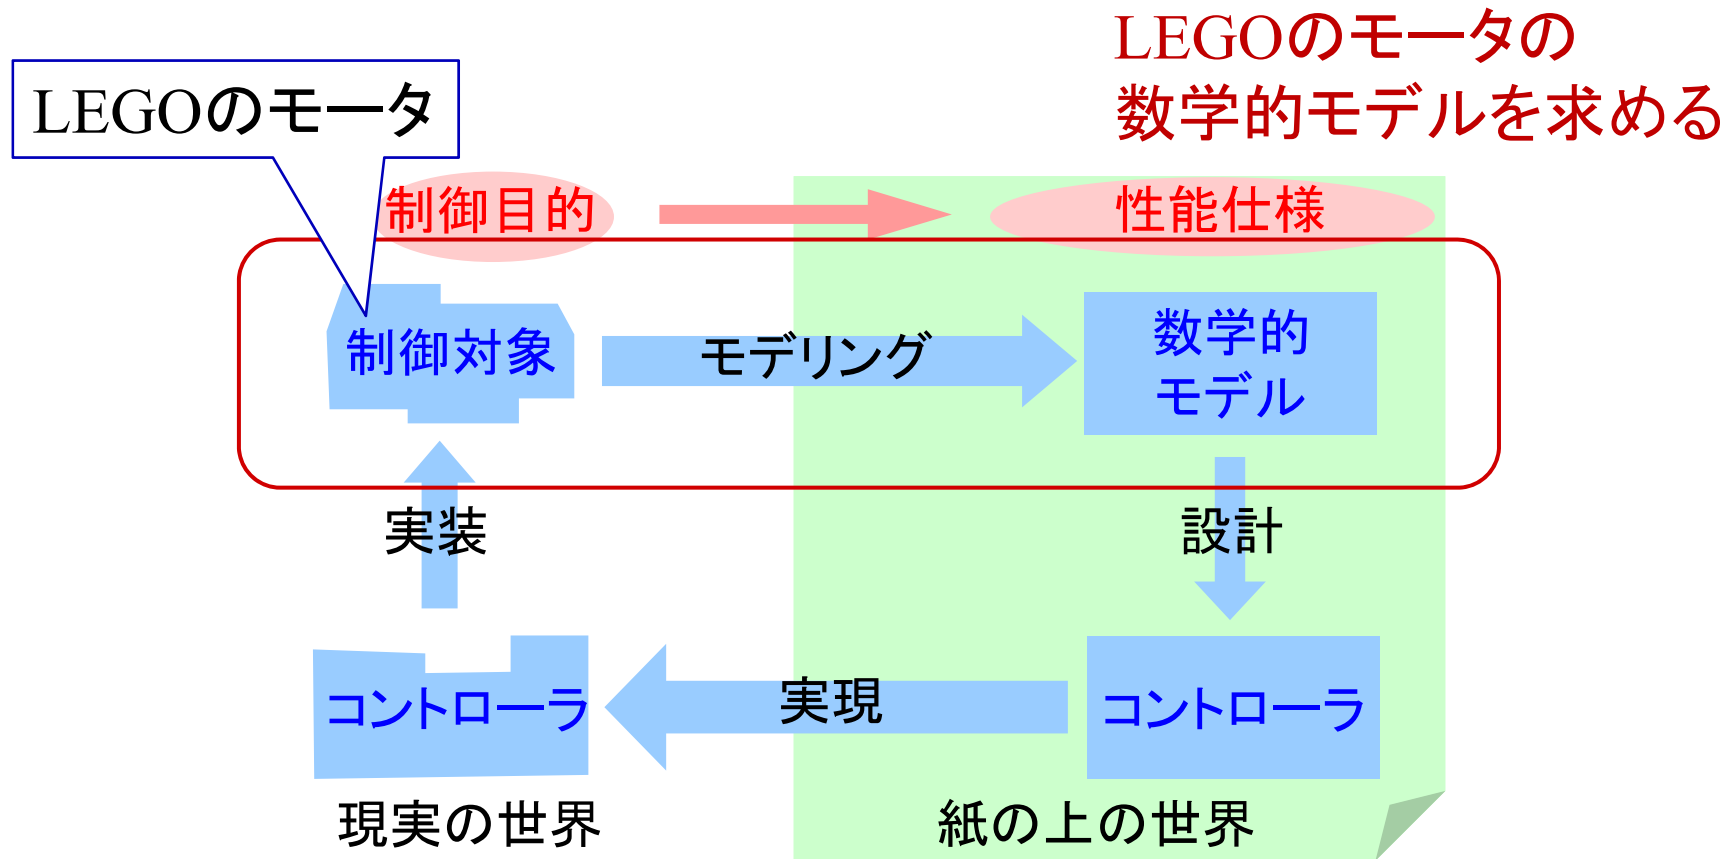 LEGOのモータの
数学的モデルを求める
LEGOのモータ
制御目的
性能仕様
制御対象
モデリング
数学的
モデル
実装
設計
コントローラ
実現
コントローラ
現実の世界
紙の上の世界